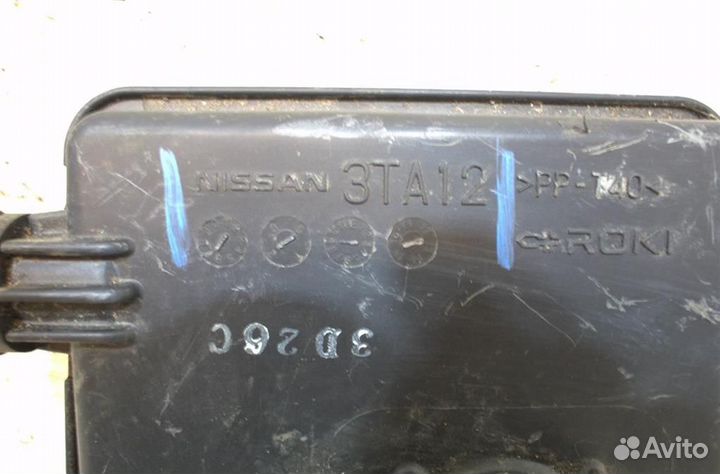 NISSAN 3TA12 >PP-T40<
ROKI
3D26C
Avito